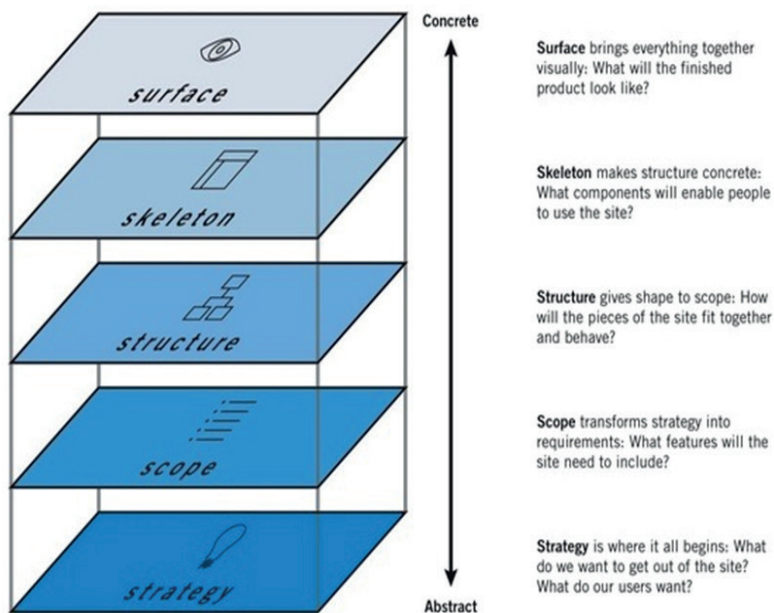 Concrete
surface
Surface brings everything together
visually: What will the finished
product look like?
skeleton
Skeleton makes structure concrete:
What components will enable people
to use the site?
structure
Structure gives shape to scope: How
will the pieces of the site fit together
and behave?
scope
Scope transforms strategy into
requirements: What features will the
site need to include?
strategy
Strategy is where it all begins: What
do we want to get out of the site?
What do our users want?
Abstract